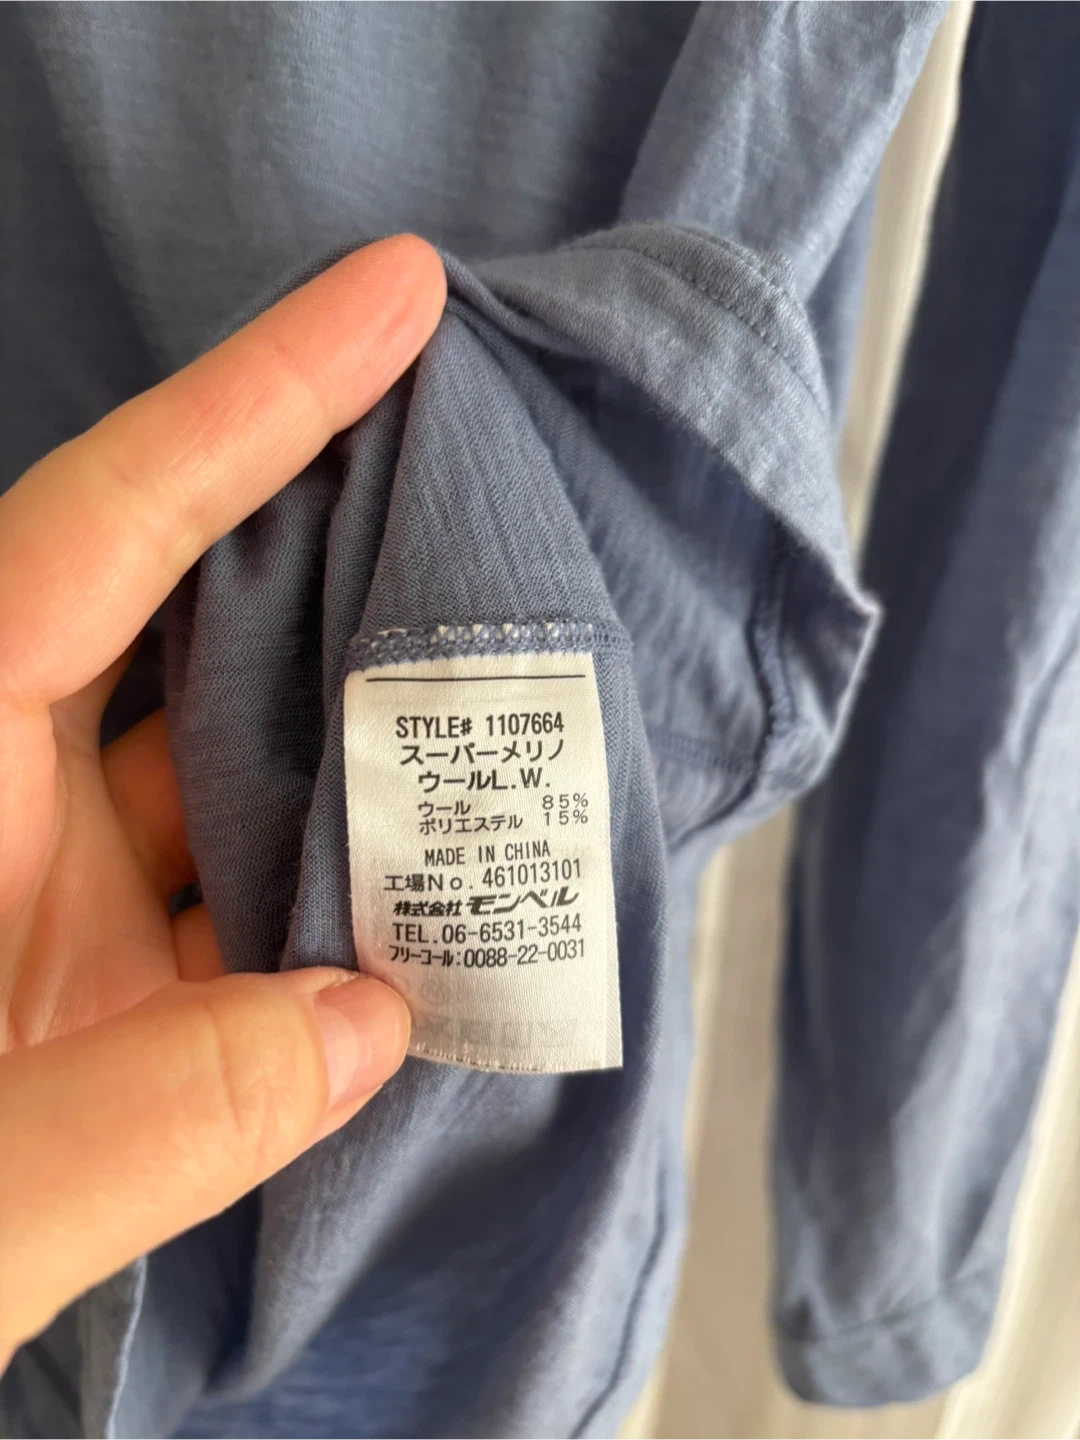 STYLE# 1107664
スーパーメリノ
ウールL.W.
ウール 85%
ポリエステル 15%
MADE IN CHINA
工場No. 461013101
株式会社モンベル
TEL.06-6531-3544
フリーコール:0088-22-0031